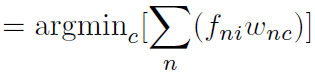 = argmin_c[∑_n(f_{ni}w_{nc})]